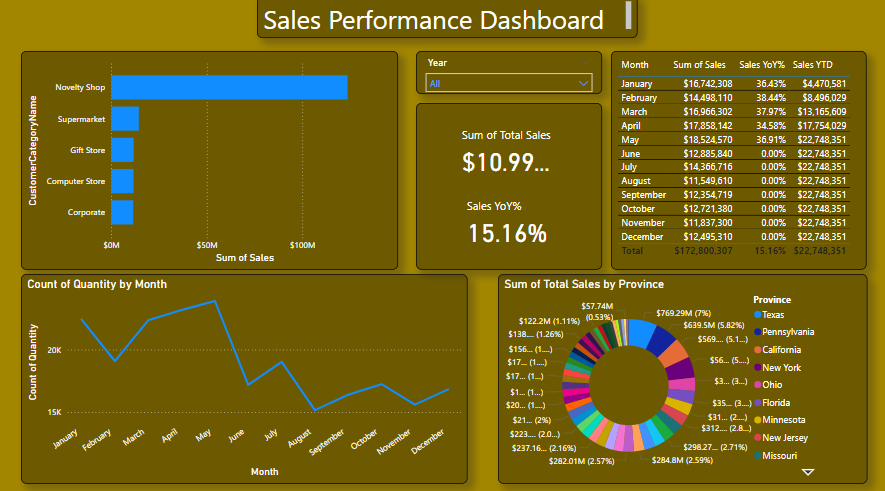 Sales Performance Dashboard
CustomerCategoryName
Novelty Shop
Supermarket
Gift Store
Computer Store
Corporate
$0M $50M $100M
Sum of Sales
Year
All
Sum of Total Sales
$10.99...
Sales YoY%
15.16%
Month Sum of Sales Sales YoY% Sales YTD
January $16,742,308 36.43% $4,470,581
February $14,498,110 38.44% $8,496,029
March $16,966,302 37.97% $13,165,609
April $17,858,142 34.58% $17,754,029
May $18,524,570 36.91% $22,748,351
June $12,885,840 0.00% $22,748,351
July $14,366,716 0.00% $22,748,351
August $11,549,610 0.00% $22,748,351
September $12,354,719 0.00% $22,748,351
October $12,721,380 0.00% $22,748,351
November $11,837,300 0.00% $22,748,351
December $12,495,310 0.00% $22,748,351
Total $172,800,307 15.16% $22,748,351
Count of Quantity by Month
Count of Quantity
20K
15K
January February March April May June July August September October November December
Month
Sum of Total Sales by Province
$57.74M
(0.53%)
$122.2M (1.11%)
$138.... (1.26%)
$156... (1....)
$17... (1....)
$17... (1...)
$1... (1...)
$20... (1...)
$21... (2%)
$223.... (2.0...)
$237.16... (2.16%)
$282.01M (2.57%)
$769.29M (7%)
$639.5M (5.82%)
$569.... (5.1...)
$56... (5....)
$3... (3...)
$35... (3...)
$31... (2....)
$312.... (2.8...)
$298.27... (2.71%)
$284.8M (2.59%)
Province
Texas
Pennsylvania
California
New York
Ohio
Florida
Minnesota
New Jersey
Missouri